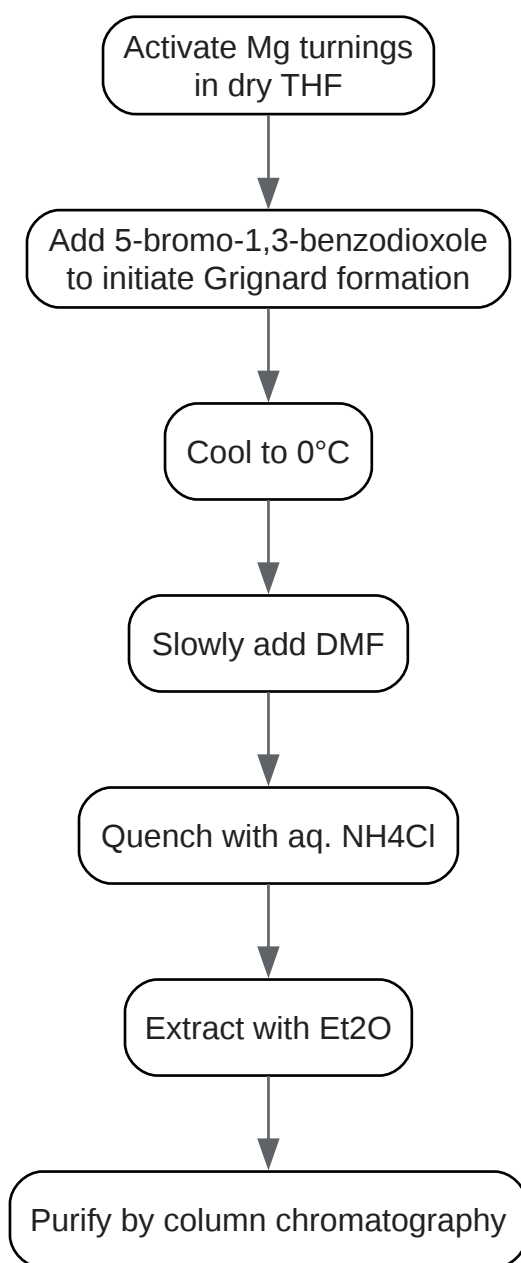 Activate Mg turnings
in dry THF
Add 5-bromo-1,3-benzodioxole
to initiate Grignard formation
Cool to 0°C
Slowly add DMF
Quench with aq. NH4Cl
Extract with Et2O
Purify by column chromatography